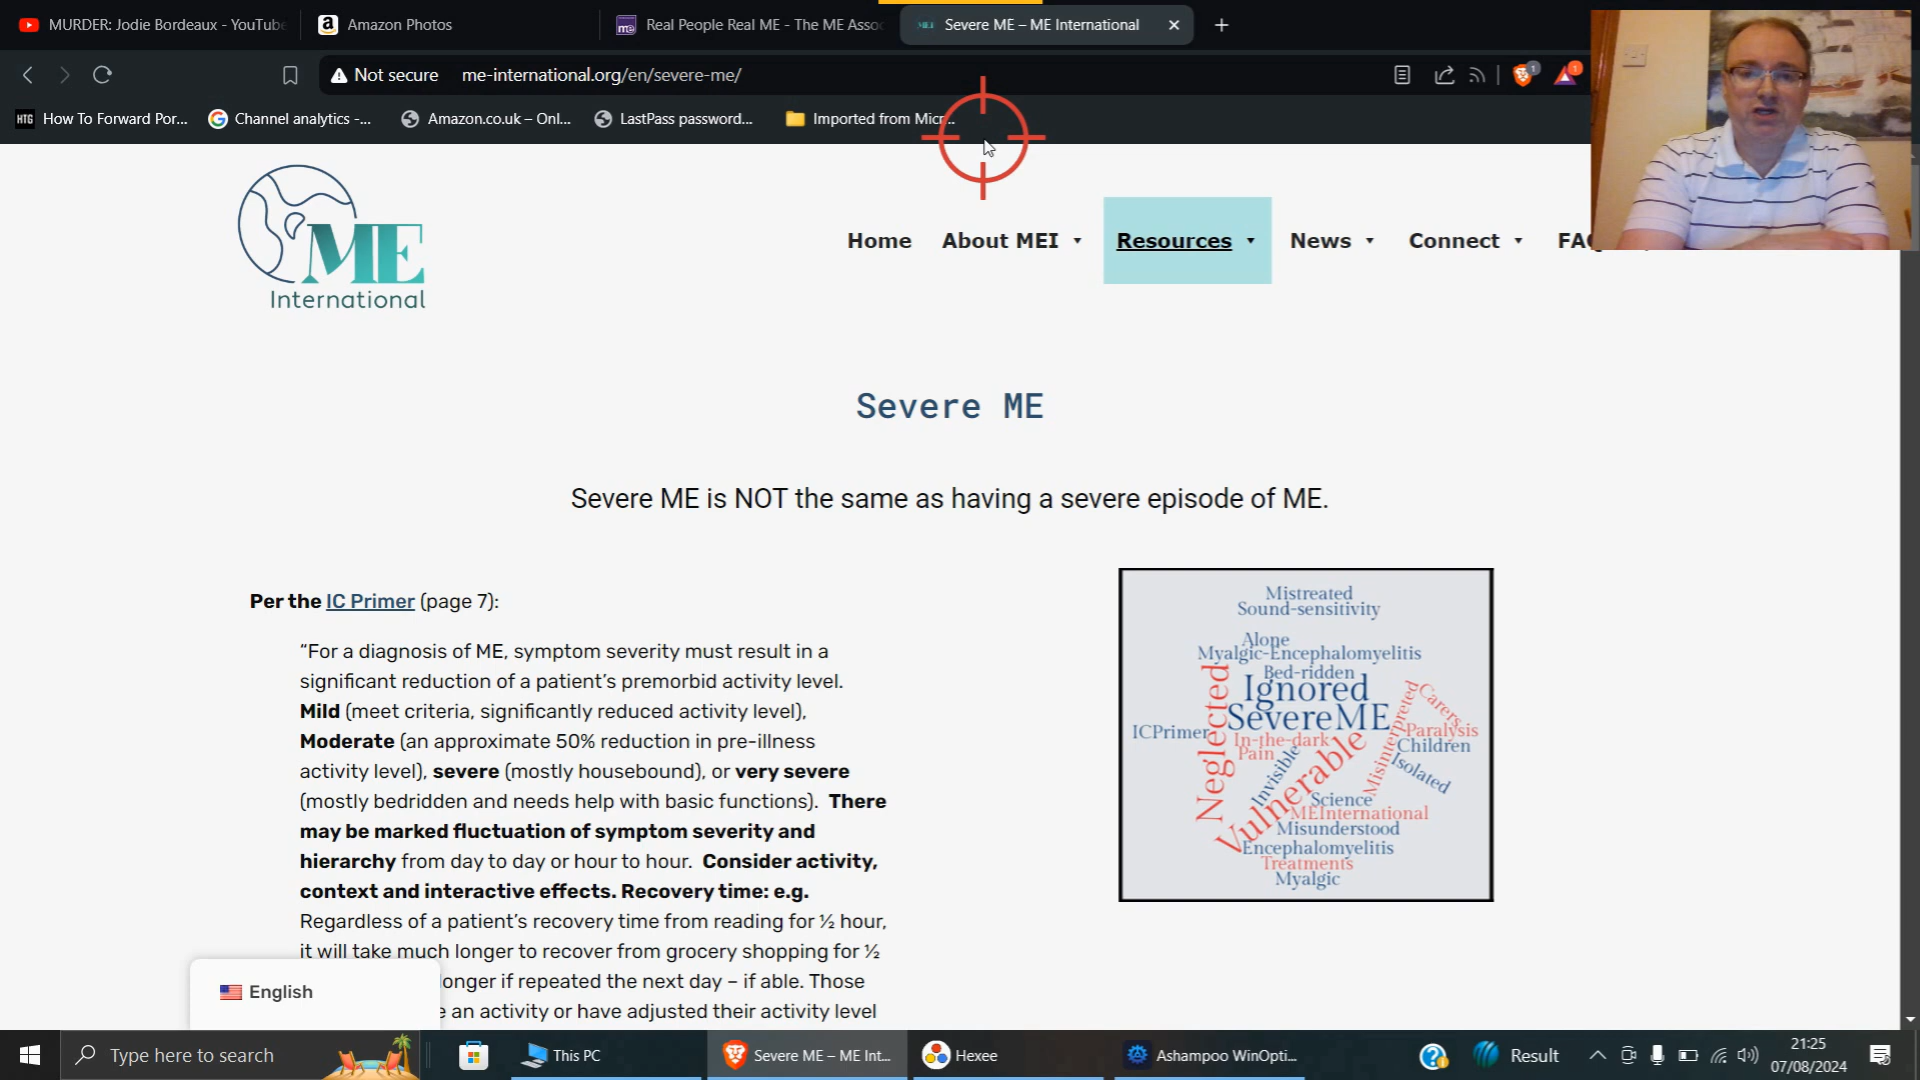 MURDER: Jodie Bordeaux - YouTube
Amazon Photos
Real People Real ME - The ME Assoc
Severe ME – ME International
Not secure
me-international.org/en/severe-me/
1
1
HTG
How To Forward Por...
Channel analytics -...
Amazon.co.uk – Onl...
LastPass password...
Imported from Micr...
ME
International
Home
About MEI
Resources
News
Connect
FAQ
Severe ME
Severe ME is NOT the same as having a severe episode of ME.
Per the IC Primer (page 7):
“For a diagnosis of ME, symptom severity must result in a
significant reduction of a patient’s premorbid activity level.
Mild (meet criteria, significantly reduced activity level),
Moderate (an approximate 50% reduction in pre-illness
activity level), severe (mostly housebound), or very severe
(mostly bedridden and needs help with basic functions). There
may be marked fluctuation of symptom severity and
hierarchy from day to day or hour to hour. Consider activity,
context and interactive effects. Recovery time: e.g.
Regardless of a patient’s recovery time from reading for ½ hour,
it will take much longer to recover from grocery shopping for ½
longer if repeated the next day – if able. Those
an activity or have adjusted their activity level
Mistreated
Sound-sensitivity
Alone
Myalgic-Encephalomyelitis
Bed-ridden
Ignored
SevereME
ICPrimer
Neglected
In-the-dark
Pain
Invisible
Vulnerable
Misinterpreted
Carers
Paralysis
Children
Isolated
Science
MEInternational
Misunderstood
Encephalomyelitis
Treatments
Myalgic
English
Type here to search
This PC
Severe ME – ME Int...
Hexee
Ashampoo WinOpti...
Result
21:25
07/08/2024